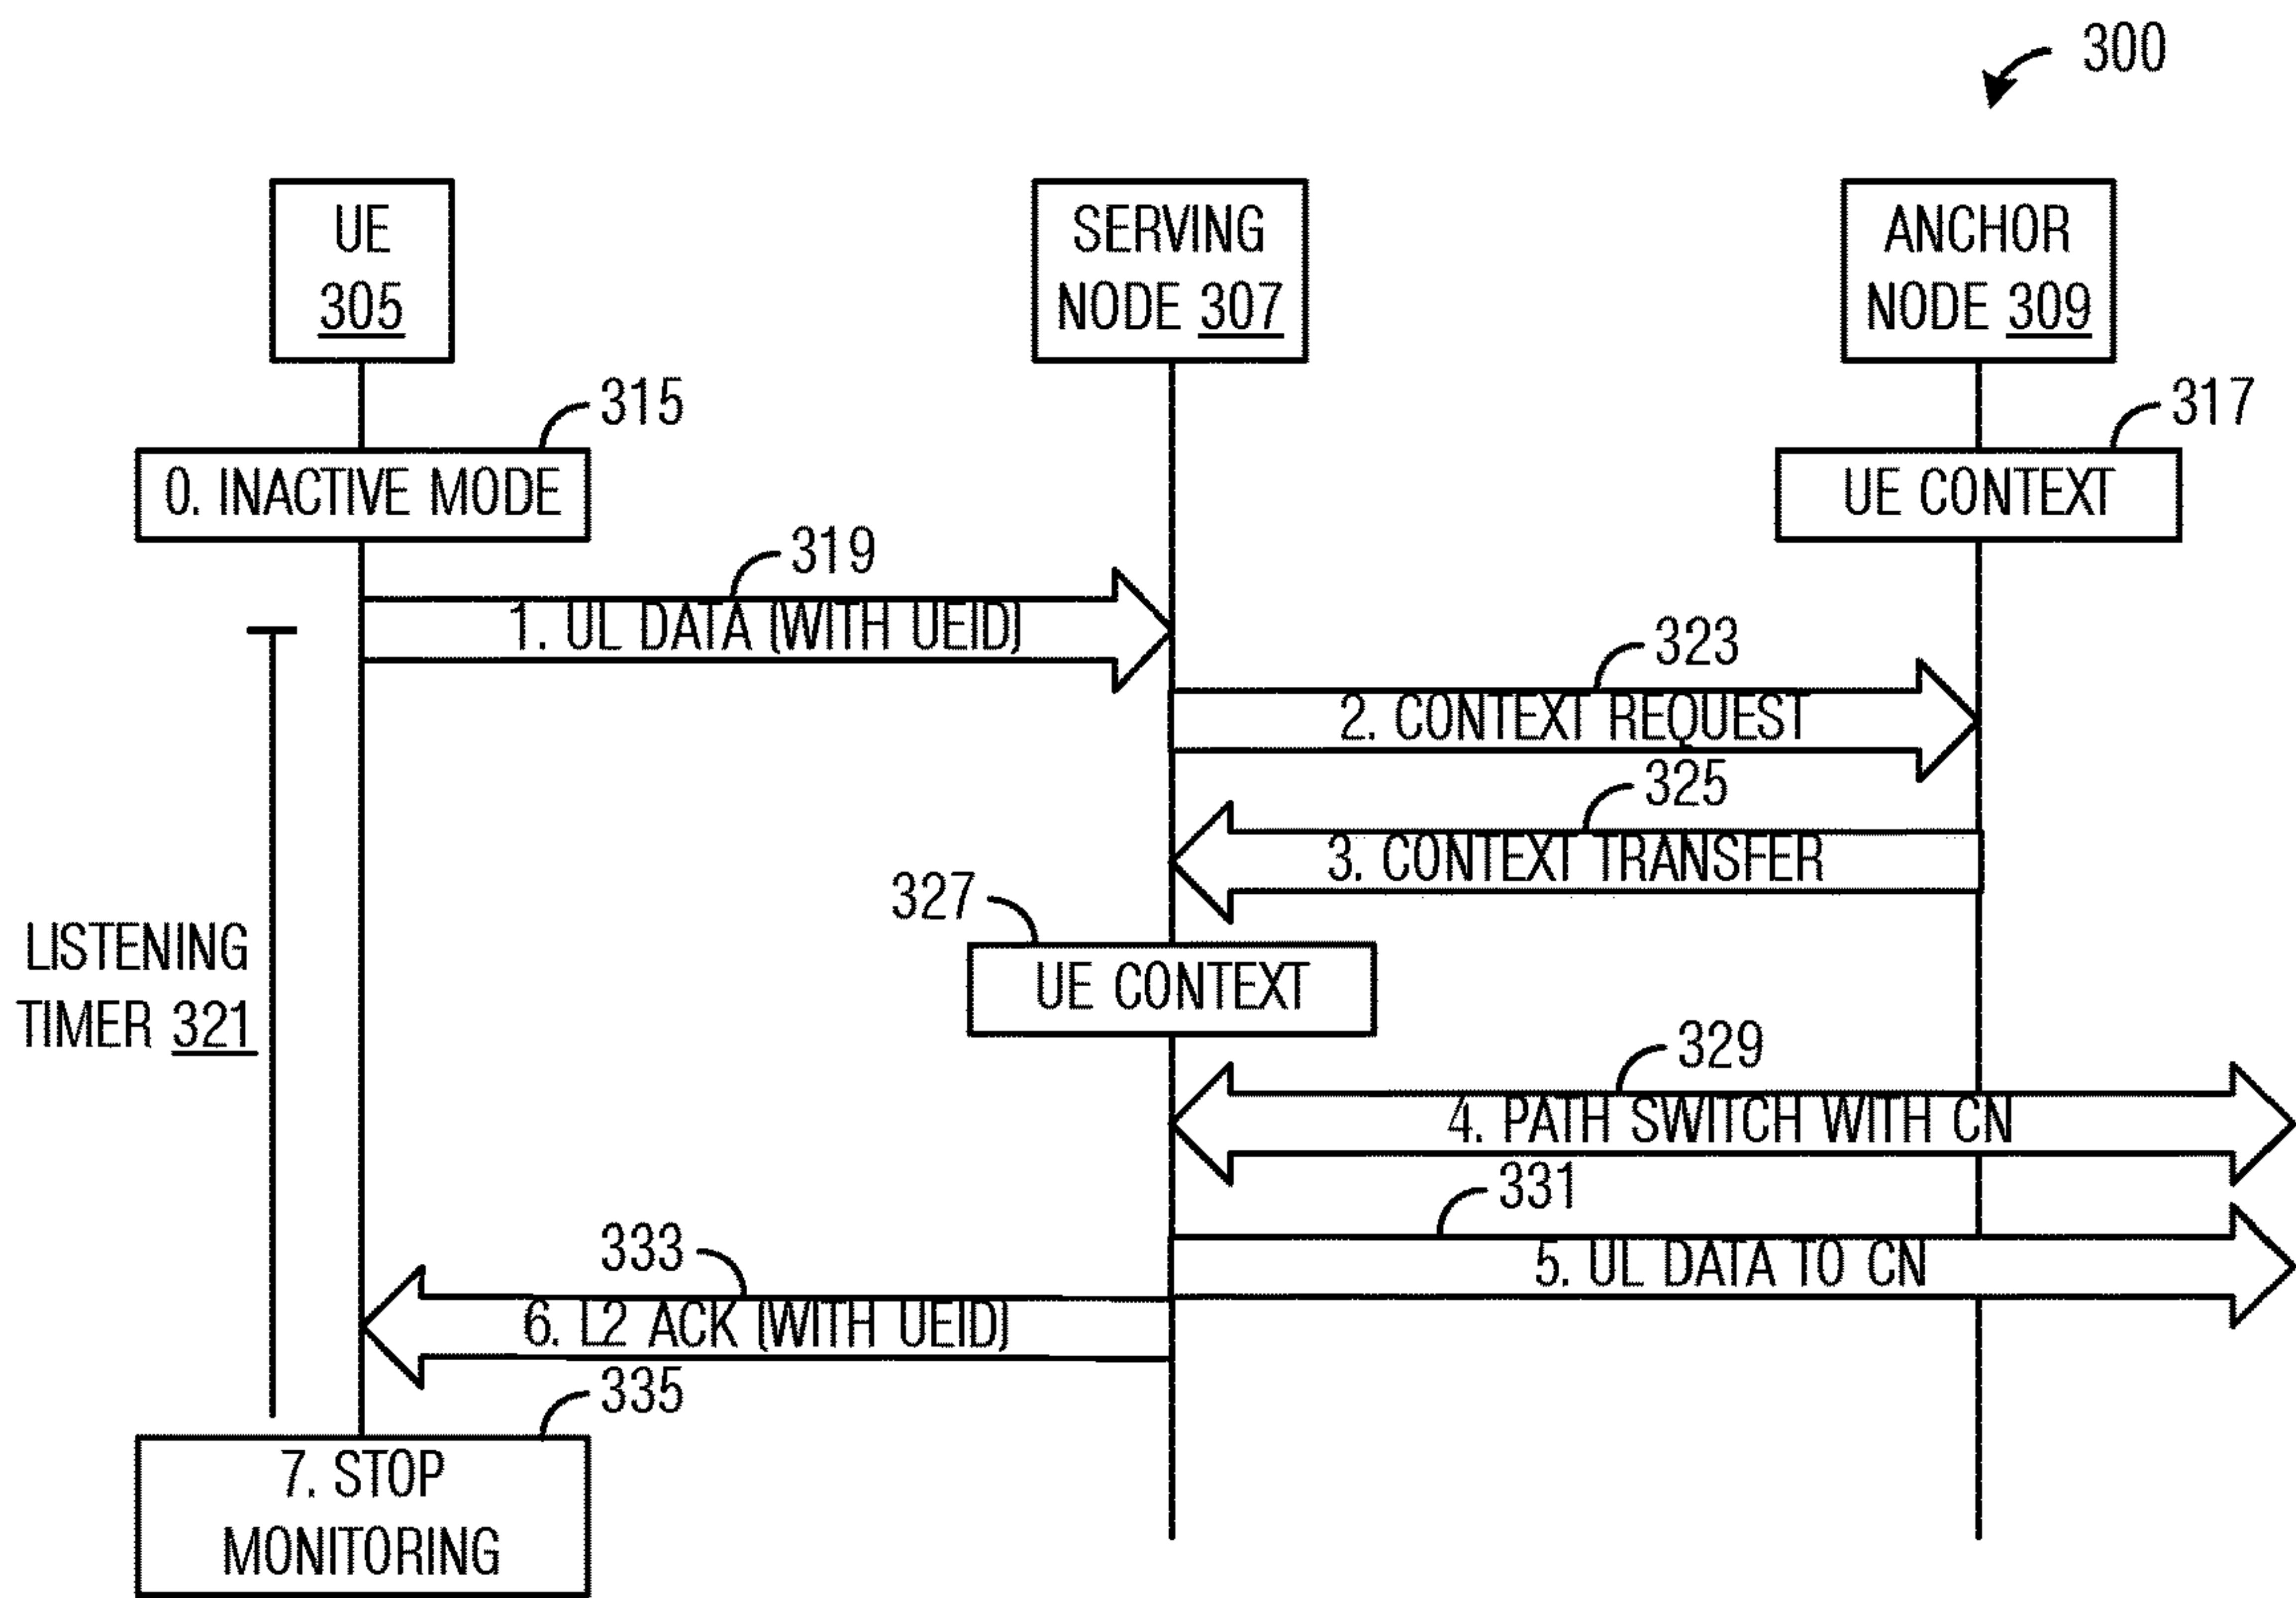 300
UE
305
SERVING
NODE 307
ANCHOR
NODE 309
315
317
0. INACTIVE MODE
UE CONTEXT
319
1. UL DATA (WITH UEID)
323
2. CONTEXT REQUEST
325
3. CONTEXT TRANSFER
327
LISTENING
TIMER 321
UE CONTEXT
329
4. PATH SWITCH WITH CN
331
5. UL DATA TO CN
333
6. L2 ACK (WITH UEID)
335
7. STOP
MONITORING